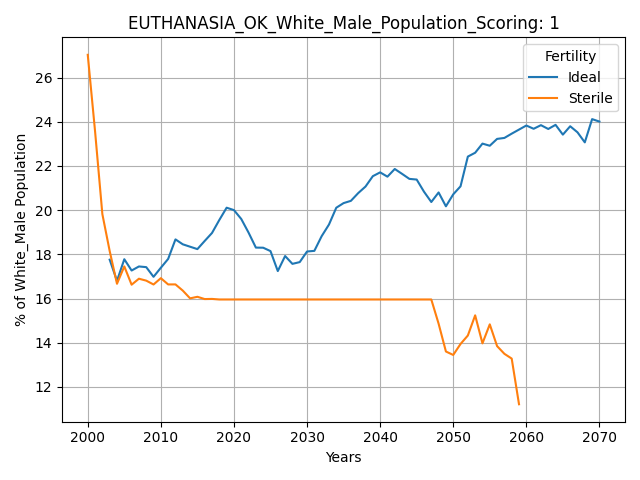 EUTHANASIA_OK_White_Male_Population_Scoring: 1
Fertility
Ideal
Sterile
% of White_Male Population
26
24
22
20
18
16
14
12
2000 2010 2020 2030 2040 2050 2060 2070
Years